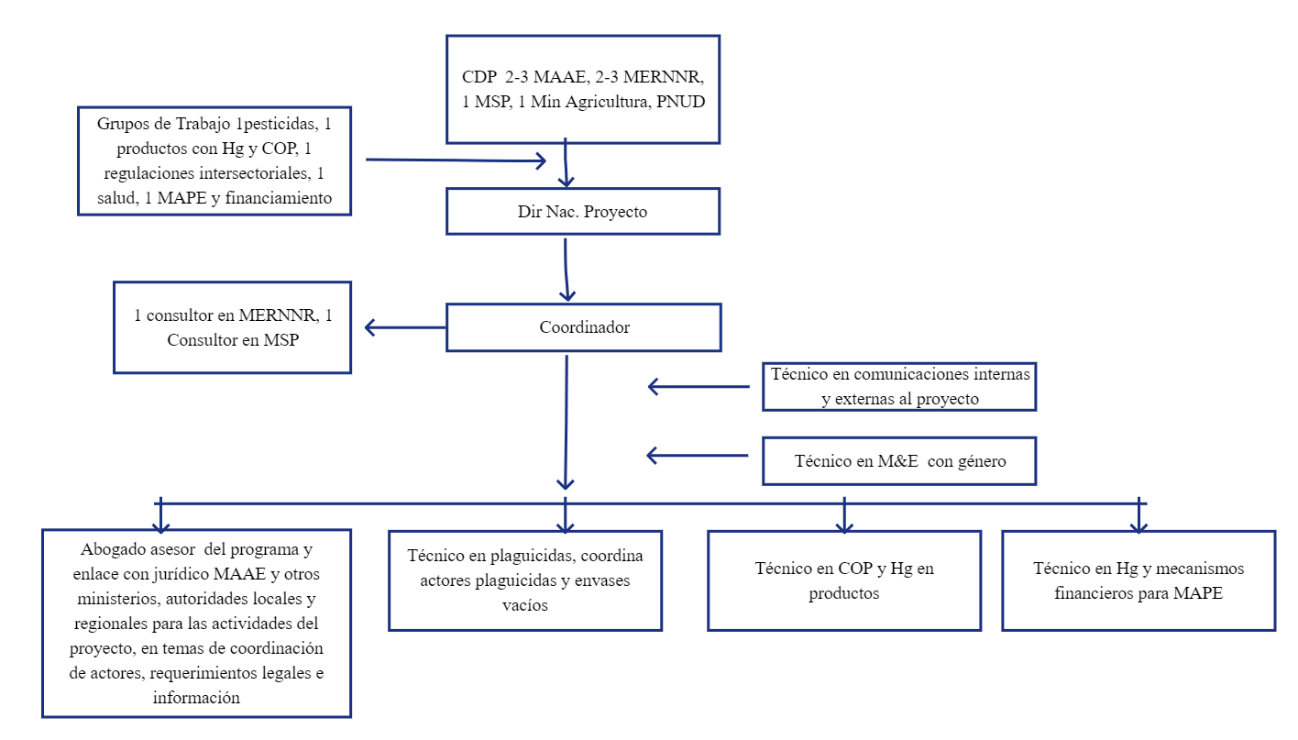 CDP 2-3 MAAE, 2-3 MERNNR,
1 MSP, 1 Min Agricultura, PNUD
Grupos de Trabajo 1pesticidas, 1
productos con Hg y COP, 1
regulaciones intersectoriales, 1
salud, 1 MAPE y financiamiento
Dir Nac. Proyecto
1 consultor en MERNNR, 1
Consultor en MSP
Coordinador
Técnico en comunicaciones internas
y externas al proyecto
Técnico en M&E con género
Abogado asesor del programa y
enlace con jurídico MAAE y otros
ministerios, autoridades locales y
regionales para las actividades del
proyecto, en temas de coordinación
de actores, requerimientos legales e
información
Técnico en plaguicidas, coordina
actores plaguicidas y envases
vacíos
Técnico en COP y Hg en
productos
Técnico en Hg y mecanismos
financieros para MAPE